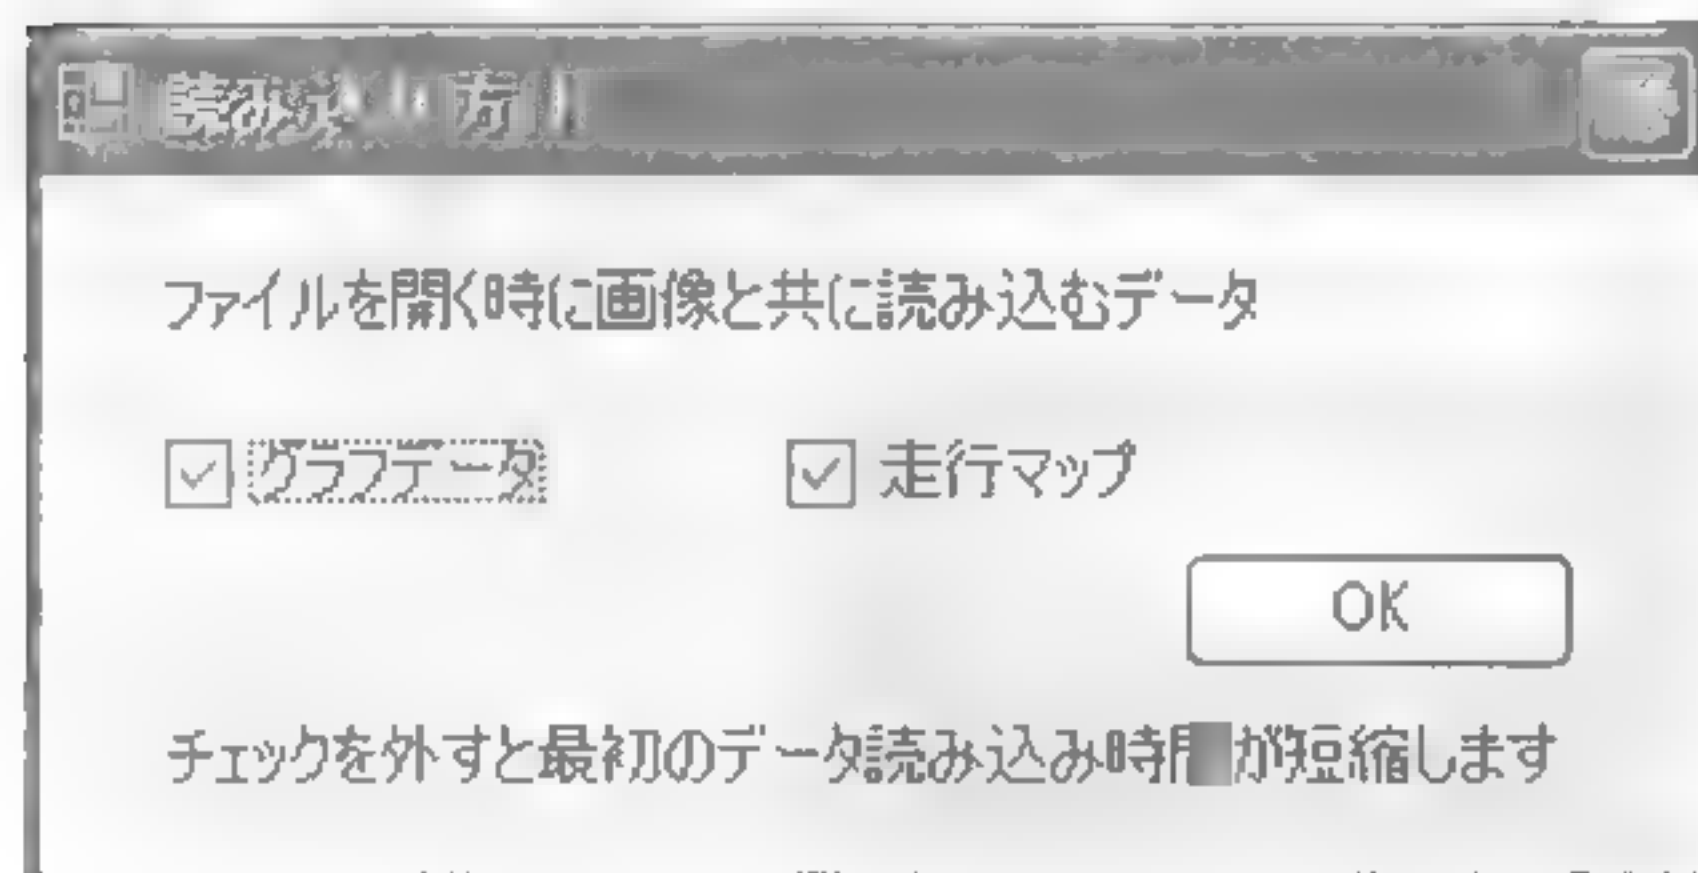 ファイルを開く時に画像と共に読み込むデータ
グラフデータ 走行マップ
OK
チェックを外すと最初のデータ読み込み時間が短縮します